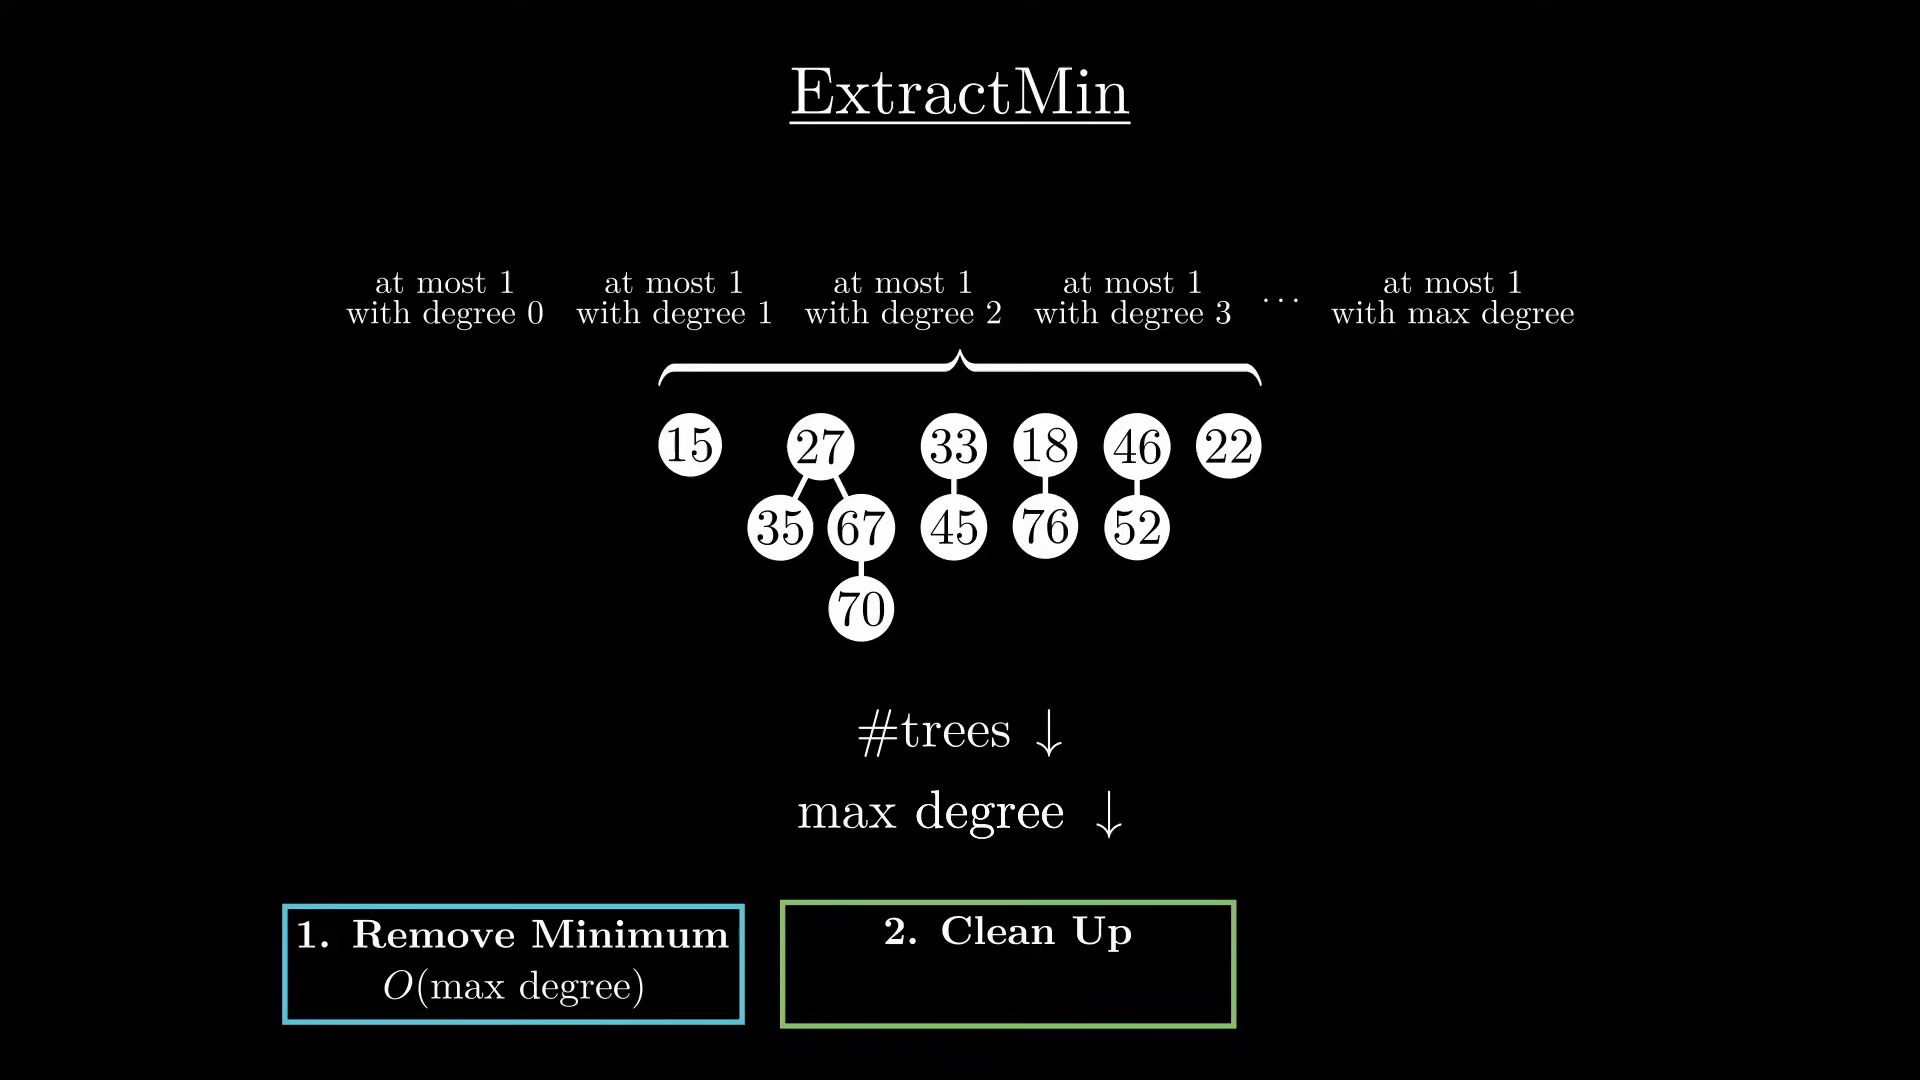 ExtractMin
at most 1 at most 1 at most 1 at most 1 at most 1
with degree 0 with degree 1 with degree 2 with degree 3 ⋯ with max degree
15 27 33 18 46 22
35 67 45 76 52
70
#trees ↓
max degree ↓
1. Remove Minimum
O(max degree)
2. Clean Up